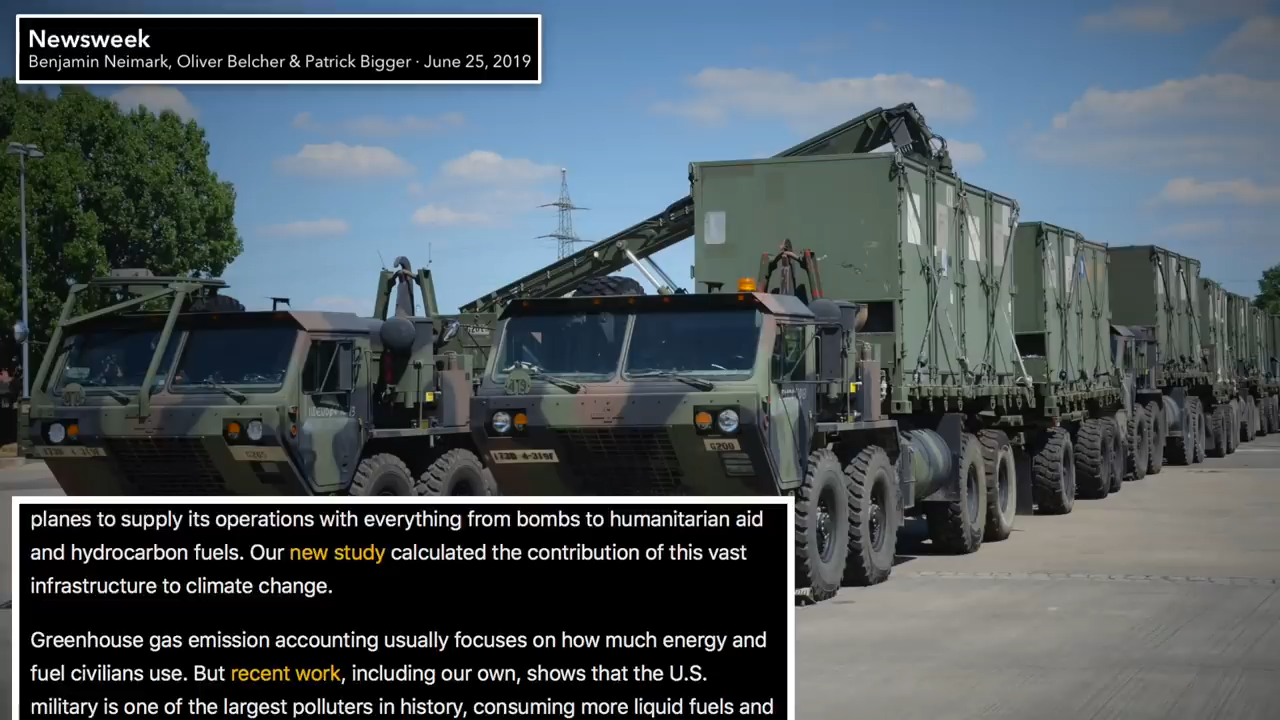 Newsweek
Benjamin Neimark, Oliver Belcher & Patrick Bigger · June 25, 2019
planes to supply its operations with everything from bombs to humanitarian aid
and hydrocarbon fuels. Our new study calculated the contribution of this vast
infrastructure to climate change.
Greenhouse gas emission accounting usually focuses on how much energy and
fuel civilians use. But recent work, including our own, shows that the U.S.
military is one of the largest polluters in history, consuming more liquid fuels and